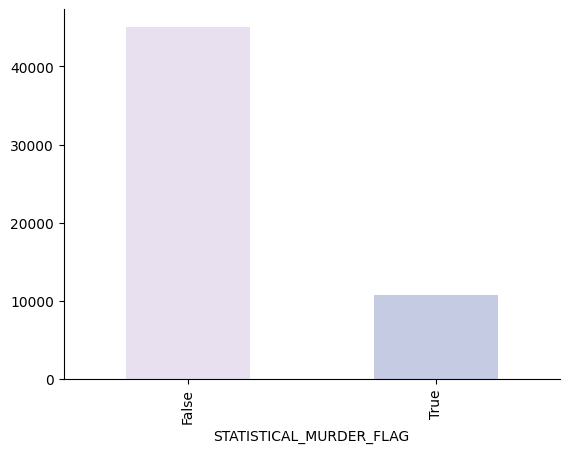 40000
30000
20000
10000
0
False
True
STATISTICAL_MURDER_FLAG